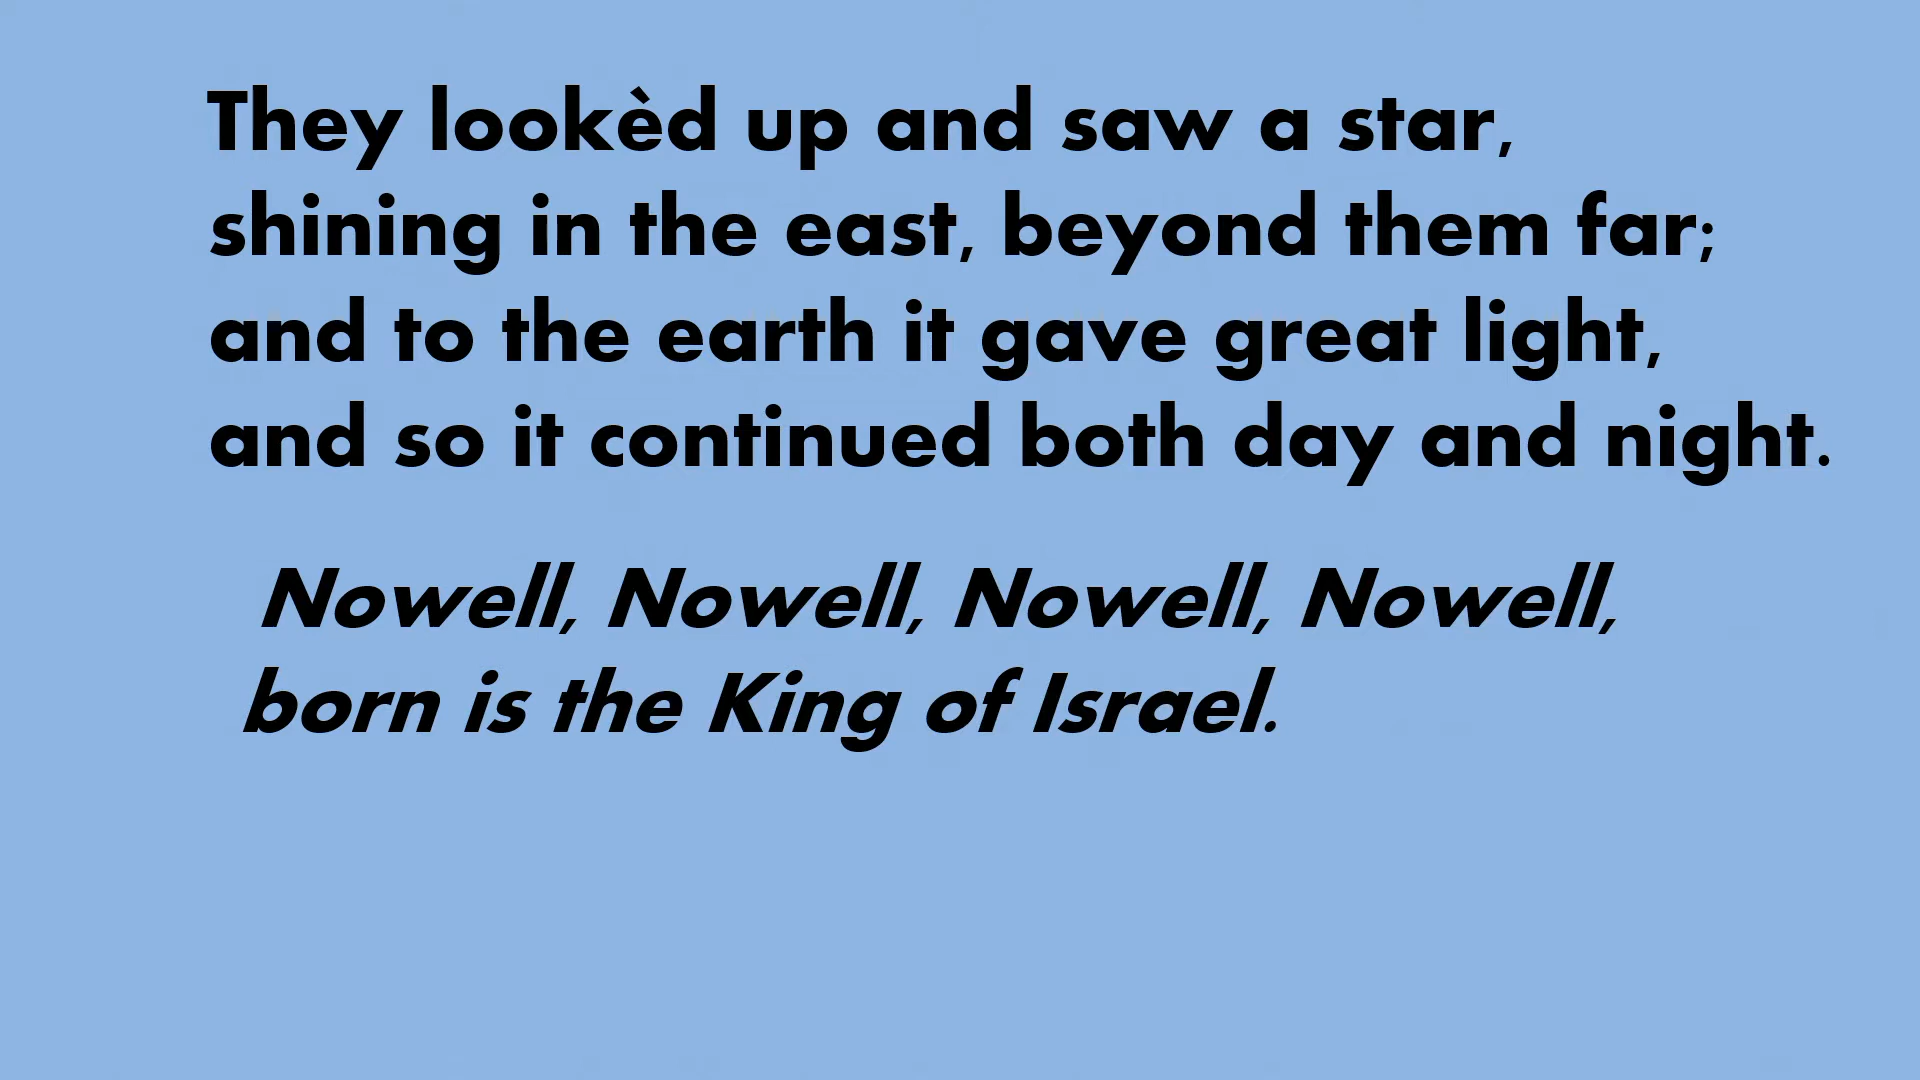 They lookèd up and saw a star,
shining in the east, beyond them far;
and to the earth it gave great light,
and so it continued both day and night.
Nowell, Nowell, Nowell, Nowell,
born is the King of Israel.